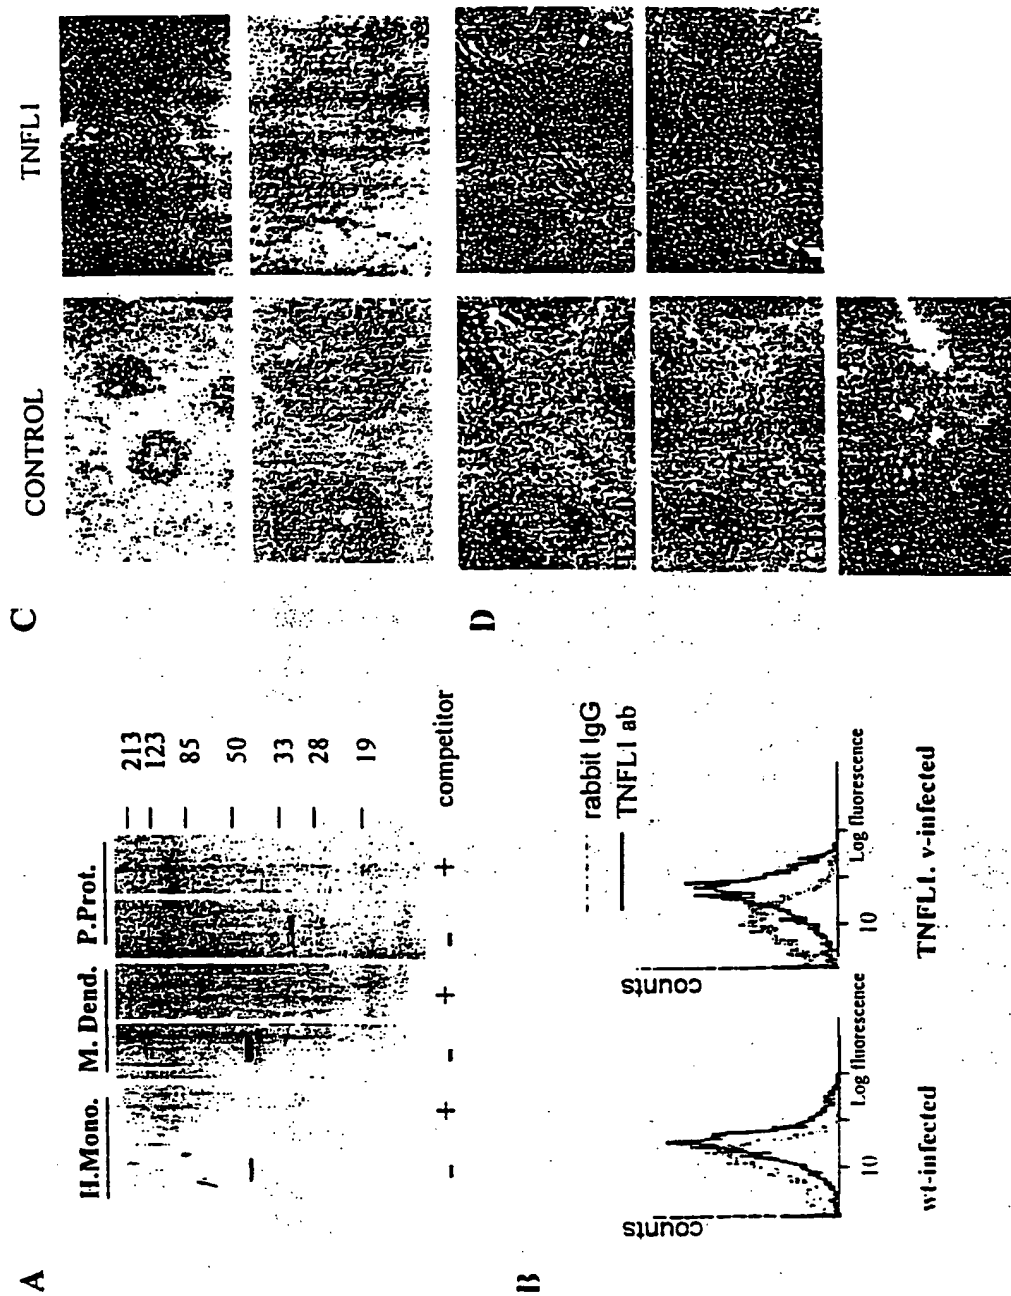 A
H.Mono. M. Dend. P.Prot.
213
123
85
50
33
28
19
- + - + - + competitor
B
rabbit IgG
TNFL1 ab
counts
10
Log fluorescence
wt-infected
counts
10
Log fluorescence
TNFL1. v-infected
C
CONTROL TNFL1
D